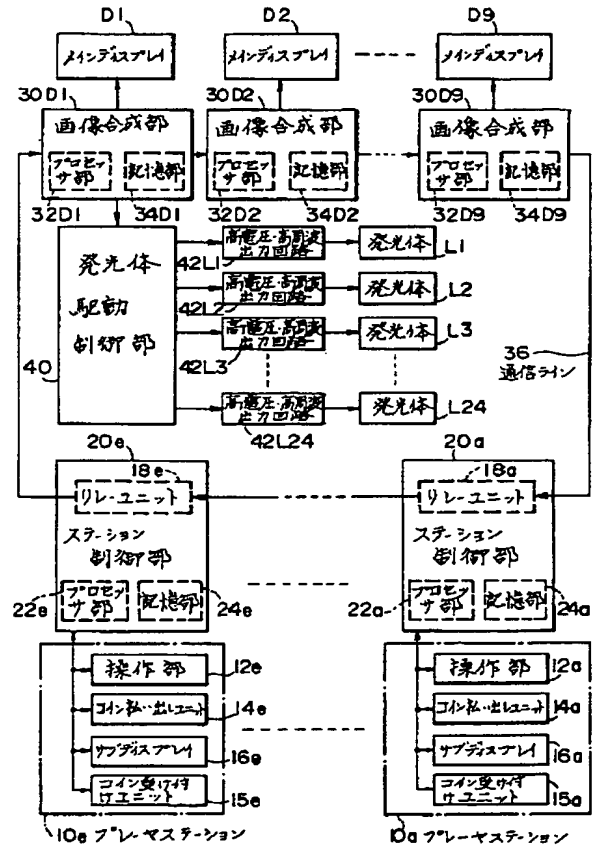 D1
D2
D9
メインディスプレイ
メインディスプレイ
メインディスプレイ
30D1
30D2
30D9
画像合成部
画像合成部
画像合成部
プロセッサ部
記憶部
プロセッサ部
記憶部
プロセッサ部
記憶部
32D1
34D1
32D2
34D2
32D9
34D9
発光体
駆動
制御部
40
高電圧・高周波
出力回路
42L1
発光体
L1
高電圧・高周波
出力回路
42L2
発光体
L2
高電圧・高周波
出力回路
42L3
発光体
L3
高電圧・高周波
出力回路
42L24
発光体
L24
36
通信ライン
20e
20a
18e
18a
リレーユニット
リレーユニット
ステーション
制御部
ステーション
制御部
プロセッ
サ部
記憶部
プロセッ
サ部
記憶部
22e
24e
22a
24a
操作部
12e
操作部
12a
コイン払い出しユニット
14e
コイン払い出しユニット
14a
サブディスプレイ
16e
サブディスプレイ
16a
コイン受け付
けユニット
15e
コイン受け付
けユニット
15a
10e プレーヤステーション
10a プレーヤステーション